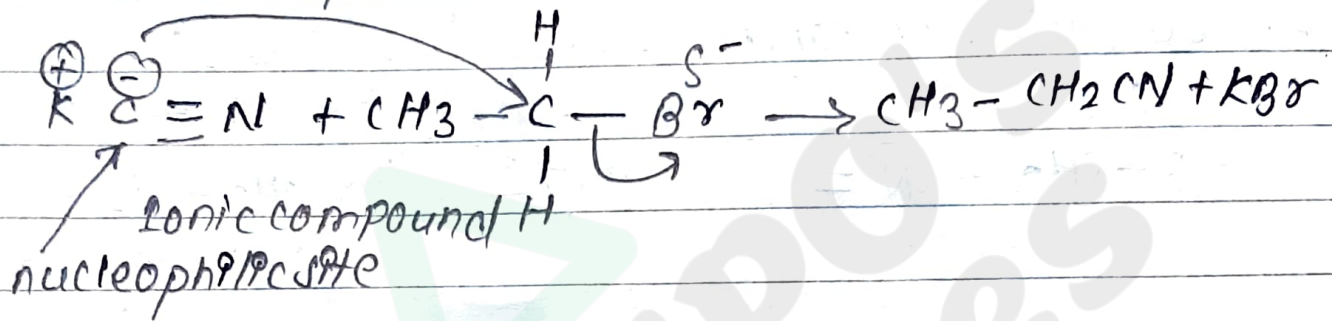 H
⊕ ⊖ δ-
K C ≡ N + CH3 - C - Br → CH3 - CH2CN + KBr
H
Ionic compound
nucleophilic site